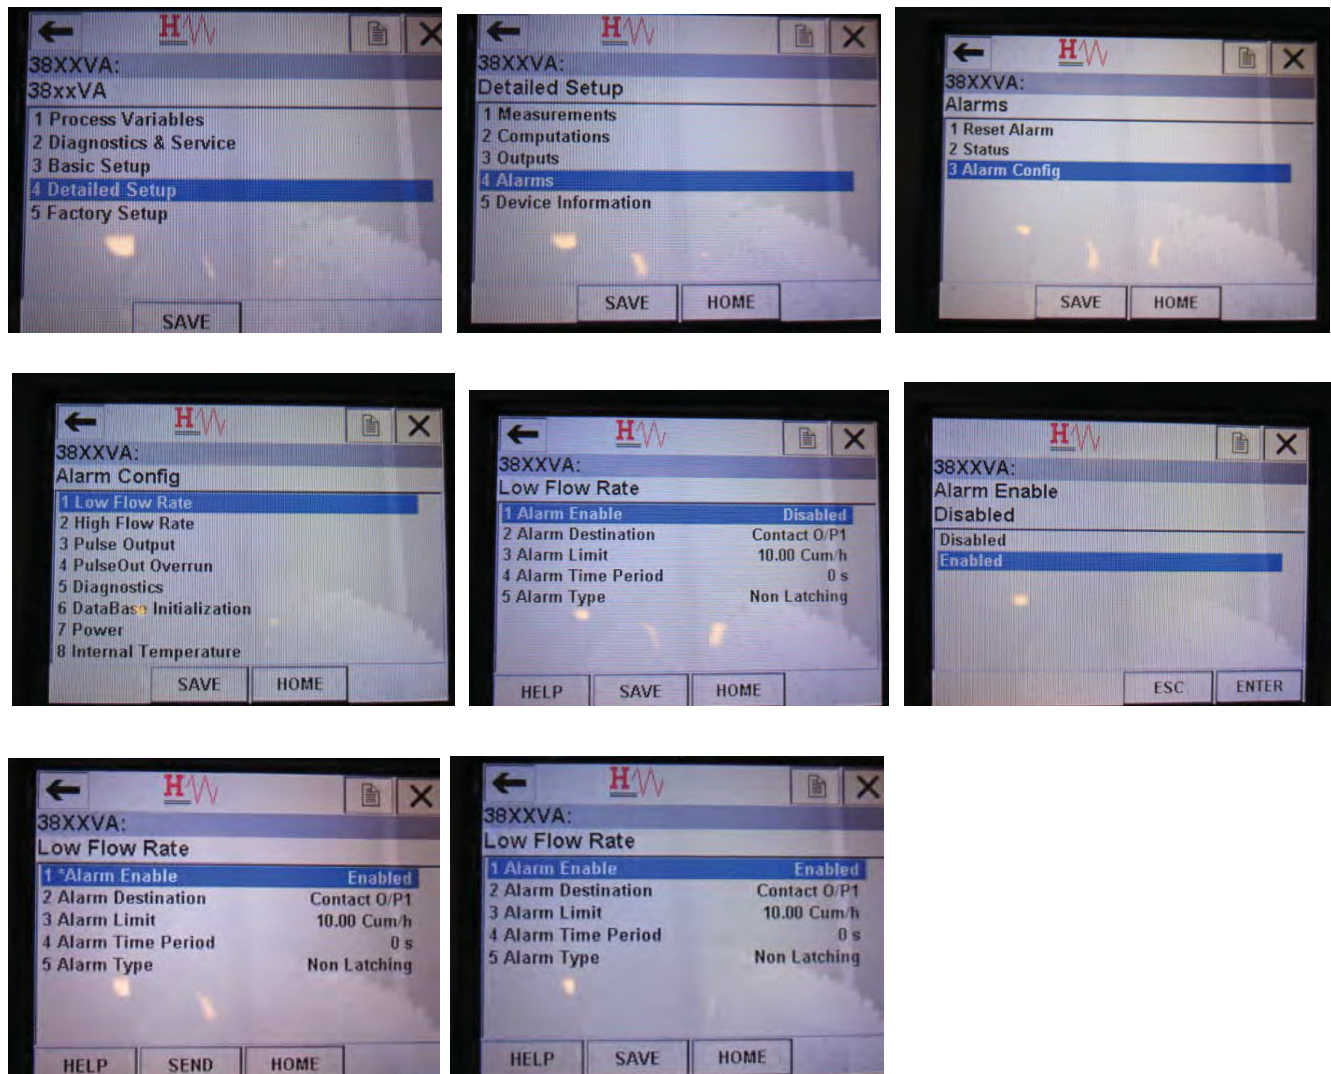 H
38XXVA:
38xxVA
1 Process Variables
2 Diagnostics & Service
3 Basic Setup
4 Detailed Setup
5 Factory Setup
SAVE
H
38XXVA:
Detailed Setup
1 Measurements
2 Computations
3 Outputs
4 Alarms
5 Device Information
SAVE HOME
H
38XXVA:
Alarms
1 Reset Alarm
2 Status
3 Alarm Config
SAVE HOME
H
38XXVA:
Alarm Config
1 Low Flow Rate
2 High Flow Rate
3 Pulse Output
4 PulseOut Overrun
5 Diagnostics
6 DataBase Initialization
7 Power
8 Internal Temperature
SAVE HOME
H
38XXVA:
Low Flow Rate
1 Alarm Enable Disabled
2 Alarm Destination Contact O/P1
3 Alarm Limit 10.00 Cum/h
4 Alarm Time Period 0 s
5 Alarm Type Non Latching
HELP SAVE HOME
H
38XXVA:
Alarm Enable
Disabled
Disabled
Enabled
ESC ENTER
H
38XXVA:
Low Flow Rate
1 *Alarm Enable Enabled
2 Alarm Destination Contact O/P1
3 Alarm Limit 10.00 Cum/h
4 Alarm Time Period 0 s
5 Alarm Type Non Latching
HELP SEND HOME
H
38XXVA:
Low Flow Rate
1 Alarm Enable Enabled
2 Alarm Destination Contact O/P1
3 Alarm Limit 10.00 Cum/h
4 Alarm Time Period 0 s
5 Alarm Type Non Latching
HELP SAVE HOME